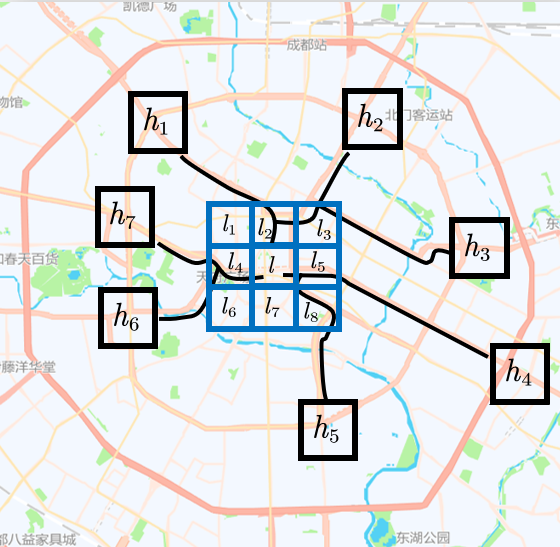 凯德广场
成都站
物馆
h₁
h₂
北门客运站
h₇
l₁
l₂
l₃
东
h₃
和春天百货
l₄
l
l₅
h₆
l₆
l₇
l₈
伊藤洋华堂
h₄
h₅
都八益家具城
东湖公园